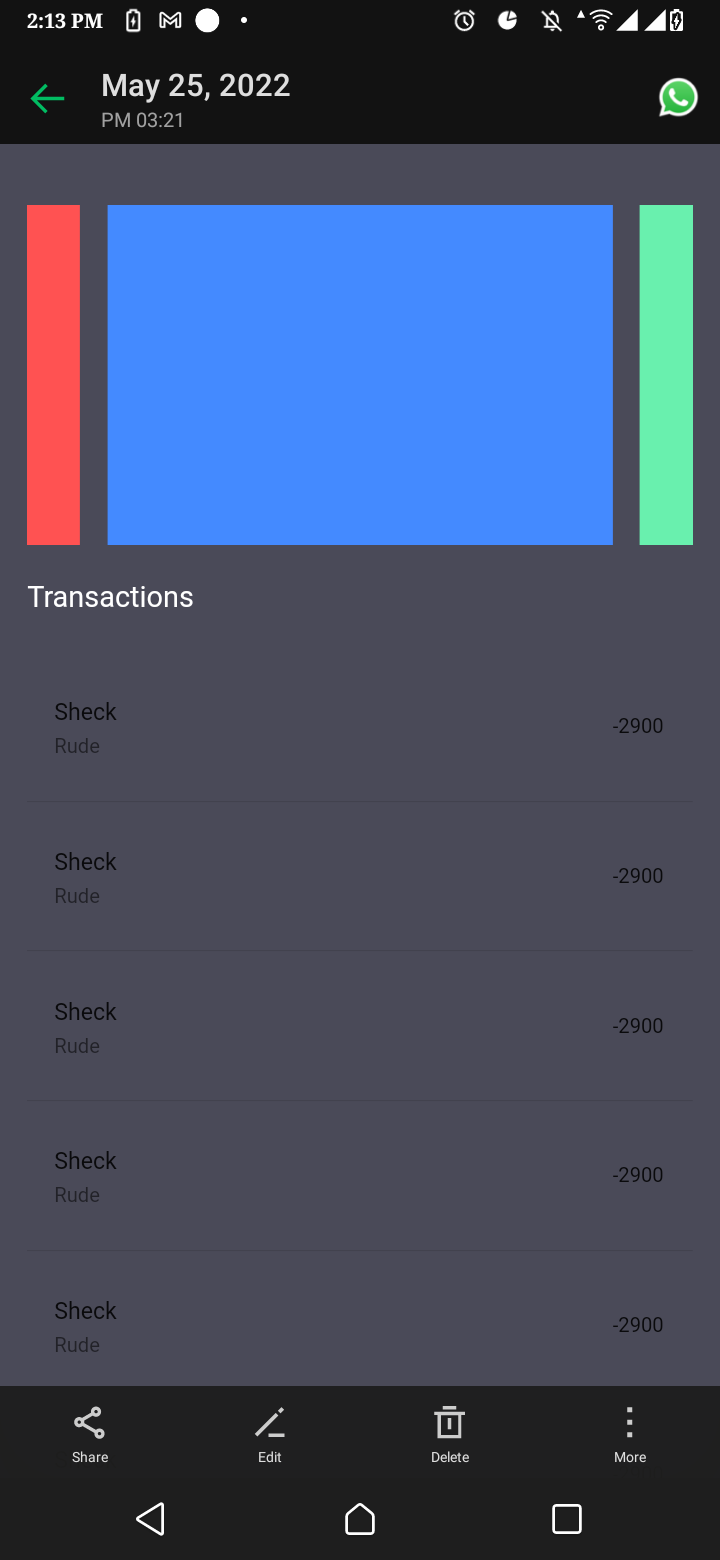 2:13 PM
May 25, 2022
PM 03:21
Transactions
Sheck
Rude
-2900
Sheck
Rude
-2900
Sheck
Rude
-2900
Sheck
Rude
-2900
Sheck
Rude
-2900
Share
Edit
Delete
More